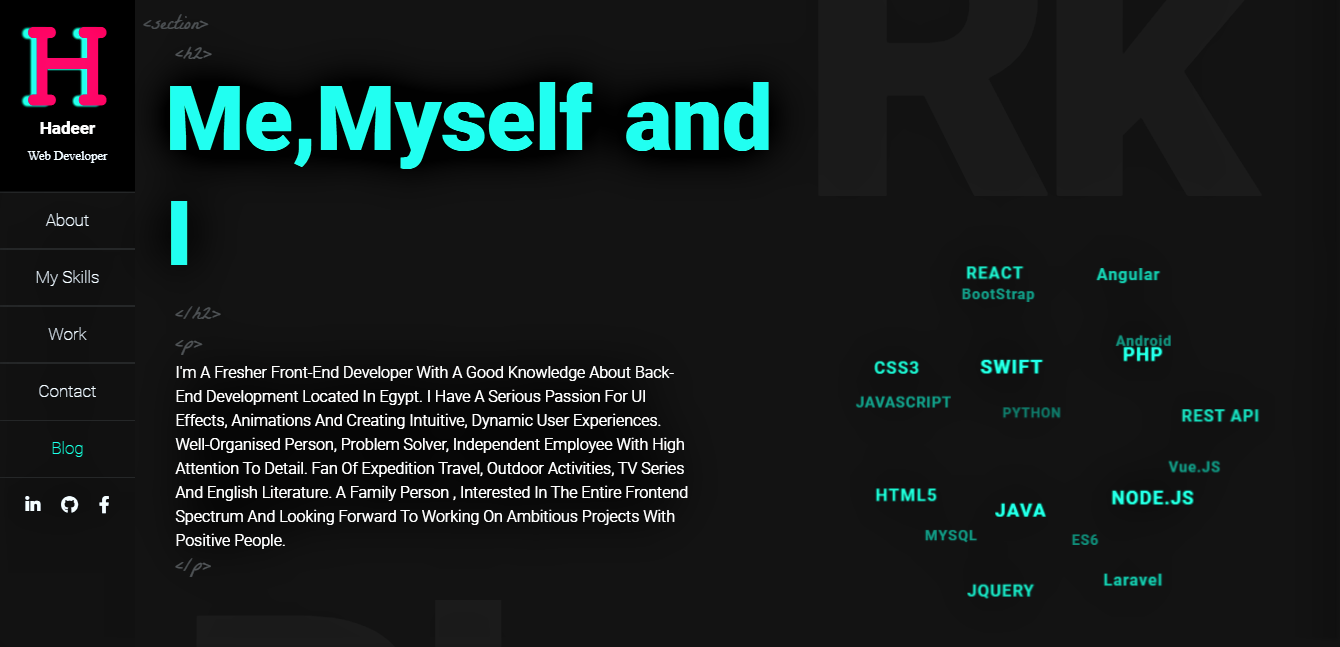 H
Hadeer
Web Developer
About
My Skills
Work
Contact
Blog
in
f
<section>
<h2>
Me,Myself and
I
</h2>
<p>
I'm A Fresher Front-End Developer With A Good Knowledge About Back-
End Development Located In Egypt. I Have A Serious Passion For UI
Effects, Animations And Creating Intuitive, Dynamic User Experiences.
Well-Organised Person, Problem Solver, Independent Employee With High
Attention To Detail. Fan Of Expedition Travel, Outdoor Activities, TV Series
And English Literature. A Family Person , Interested In The Entire Frontend
Spectrum And Looking Forward To Working On Ambitious Projects With
Positive People.
</p>
RK
REACT
Angular
BootStrap
Android
PHP
CSS3
SWIFT
JAVASCRIPT
PYTHON
REST API
Vue.JS
HTML5
NODE.JS
JAVA
MYSQL
ES6
Laravel
JQUERY